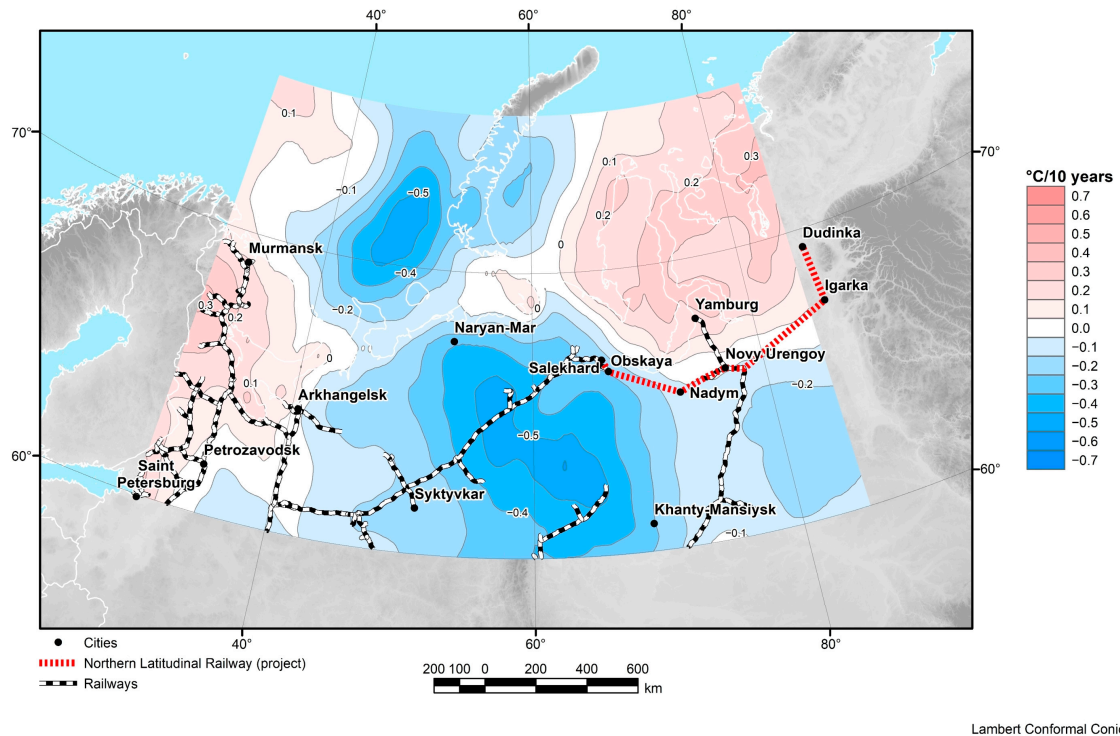 40°
60°
80°
70°
70°
60°
60°
40°
60°
80°
0.1
−0.1
−0.5
−0.4
−0.2
0.1
0.2
0.2
0.3
0
0
0.3
0.2
0
0.1
−0.5
−0.4
−0.2
−0.1
Murmansk
Dudinka
Igarka
Yamburg
Naryan-Mar
Salekhard
Obskaya
Novy Urengoy
Nadym
Arkhangelsk
Petrozavodsk
Saint
Petersburg
Syktyvkar
Khanty-Mansiysk
°C/10 years
0.7
0.6
0.5
0.4
0.3
0.2
0.1
0.0
−0.1
−0.2
−0.3
−0.4
−0.5
−0.6
−0.7
Cities
Northern Latitudinal Railway (project)
Railways
200 100 0 200 400 600
km
Lambert Conformal Coni